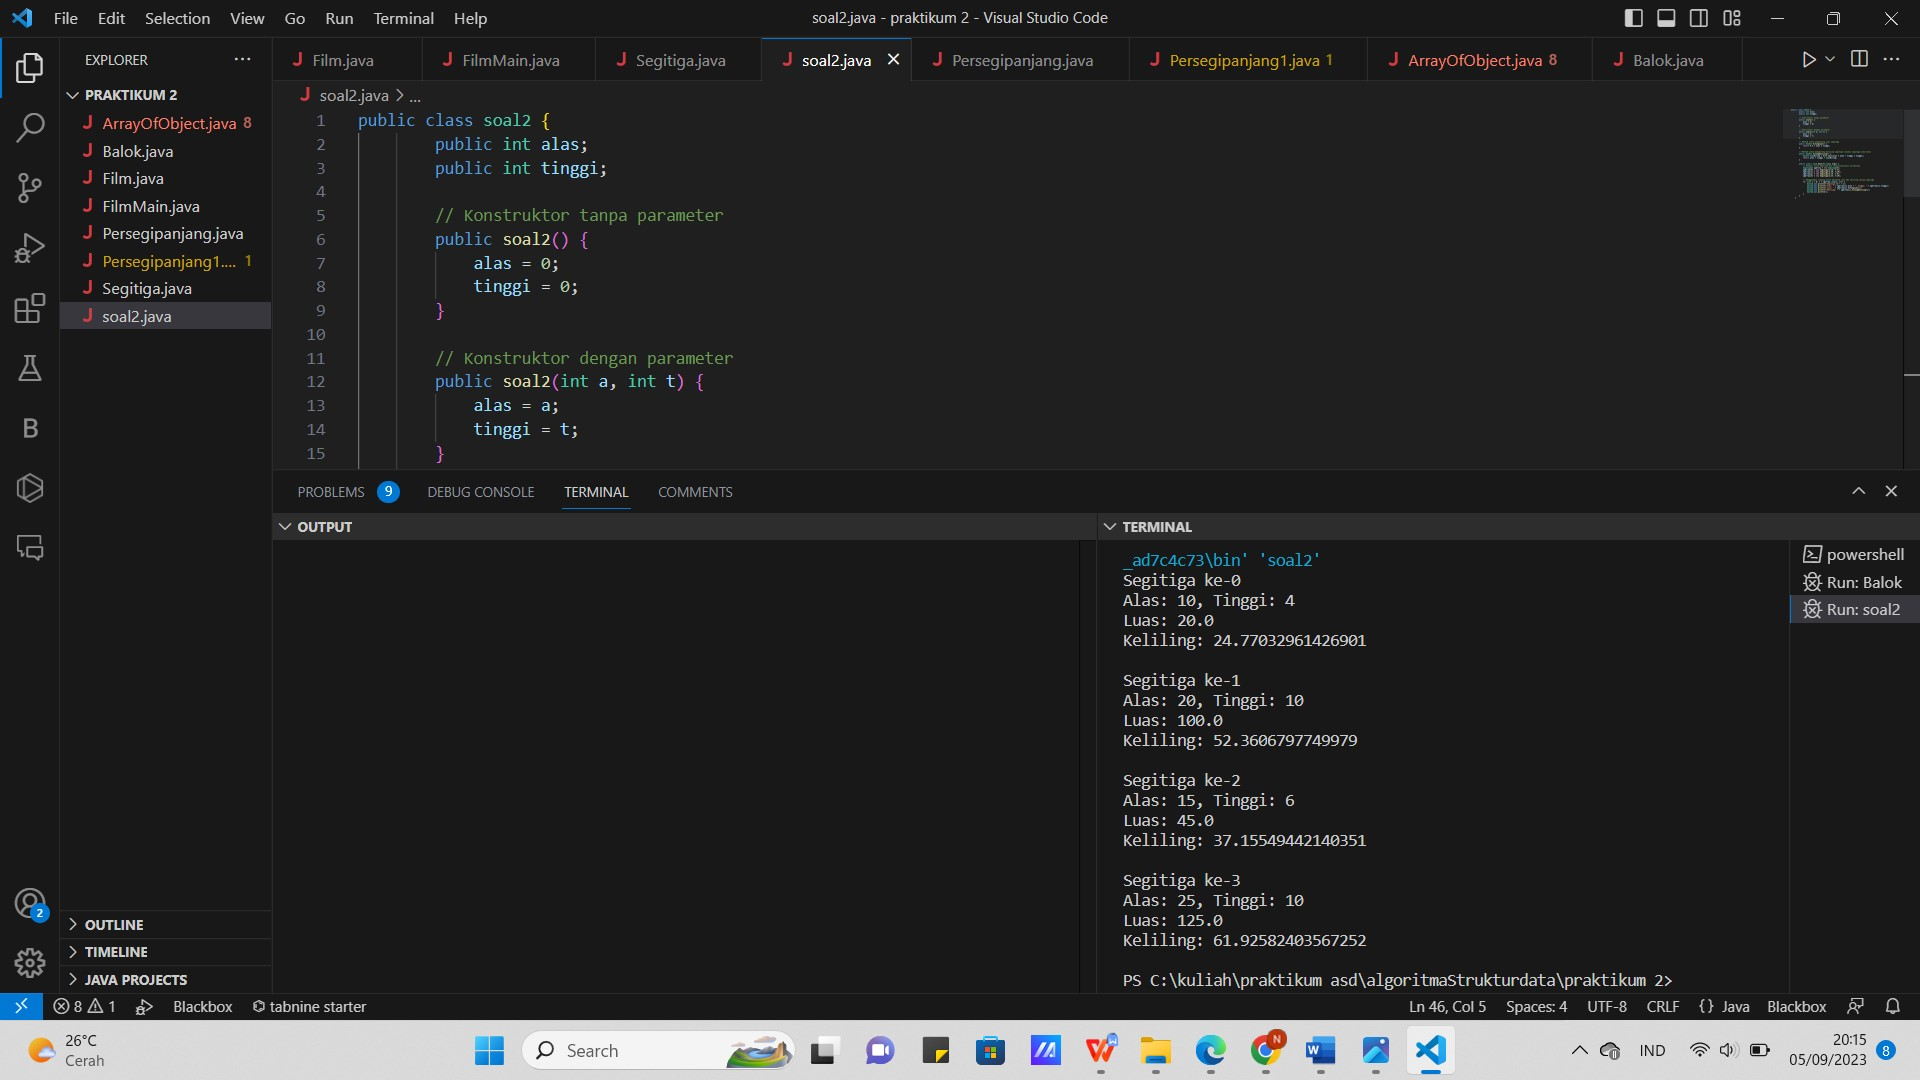 File Edit Selection View Go Run Terminal Help
soal2.java - praktikum 2 - Visual Studio Code
EXPLORER
Film.java
FilmMain.java
Segitiga.java
soal2.java
Persegipanjang.java
Persegipanjang1.java 1
ArrayOfObject.java 8
Balok.java
PRAKTIKUM 2
ArrayOfObject.java 8
Balok.java
Film.java
FilmMain.java
Persegipanjang.java
Persegipanjang1.... 1
Segitiga.java
soal2.java
soal2.java > ...
1 public class soal2 {
2 public int alas;
3 public int tinggi;
4
5 // Konstruktor tanpa parameter
6 public soal2() {
7 alas = 0;
8 tinggi = 0;
9 }
10
11 // Konstruktor dengan parameter
12 public soal2(int a, int t) {
13 alas = a;
14 tinggi = t;
15 }
PROBLEMS 9 DEBUG CONSOLE TERMINAL COMMENTS
OUTPUT
TERMINAL
_ad7c4c73\bin' 'soal2'
Segitiga ke-0
Alas: 10, Tinggi: 4
Luas: 20.0
Keliling: 24.77032961426901
Segitiga ke-1
Alas: 20, Tinggi: 10
Luas: 100.0
Keliling: 52.3606797749979
Segitiga ke-2
Alas: 15, Tinggi: 6
Luas: 45.0
Keliling: 37.15549442140351
Segitiga ke-3
Alas: 25, Tinggi: 10
Luas: 125.0
Keliling: 61.92582403567252
PS C:\kuliah\praktikum asd\algoritmaStrukturdata\praktikum 2>
powershell
Run: Balok
Run: soal2
2
OUTLINE
TIMELINE
JAVA PROJECTS
8 1 Blackbox tabnine starter
Ln 46, Col 5 Spaces: 4 UTF-8 CRLF {} Java Blackbox
26°C
Cerah
Search
N
IND
20:15
05/09/2023
8